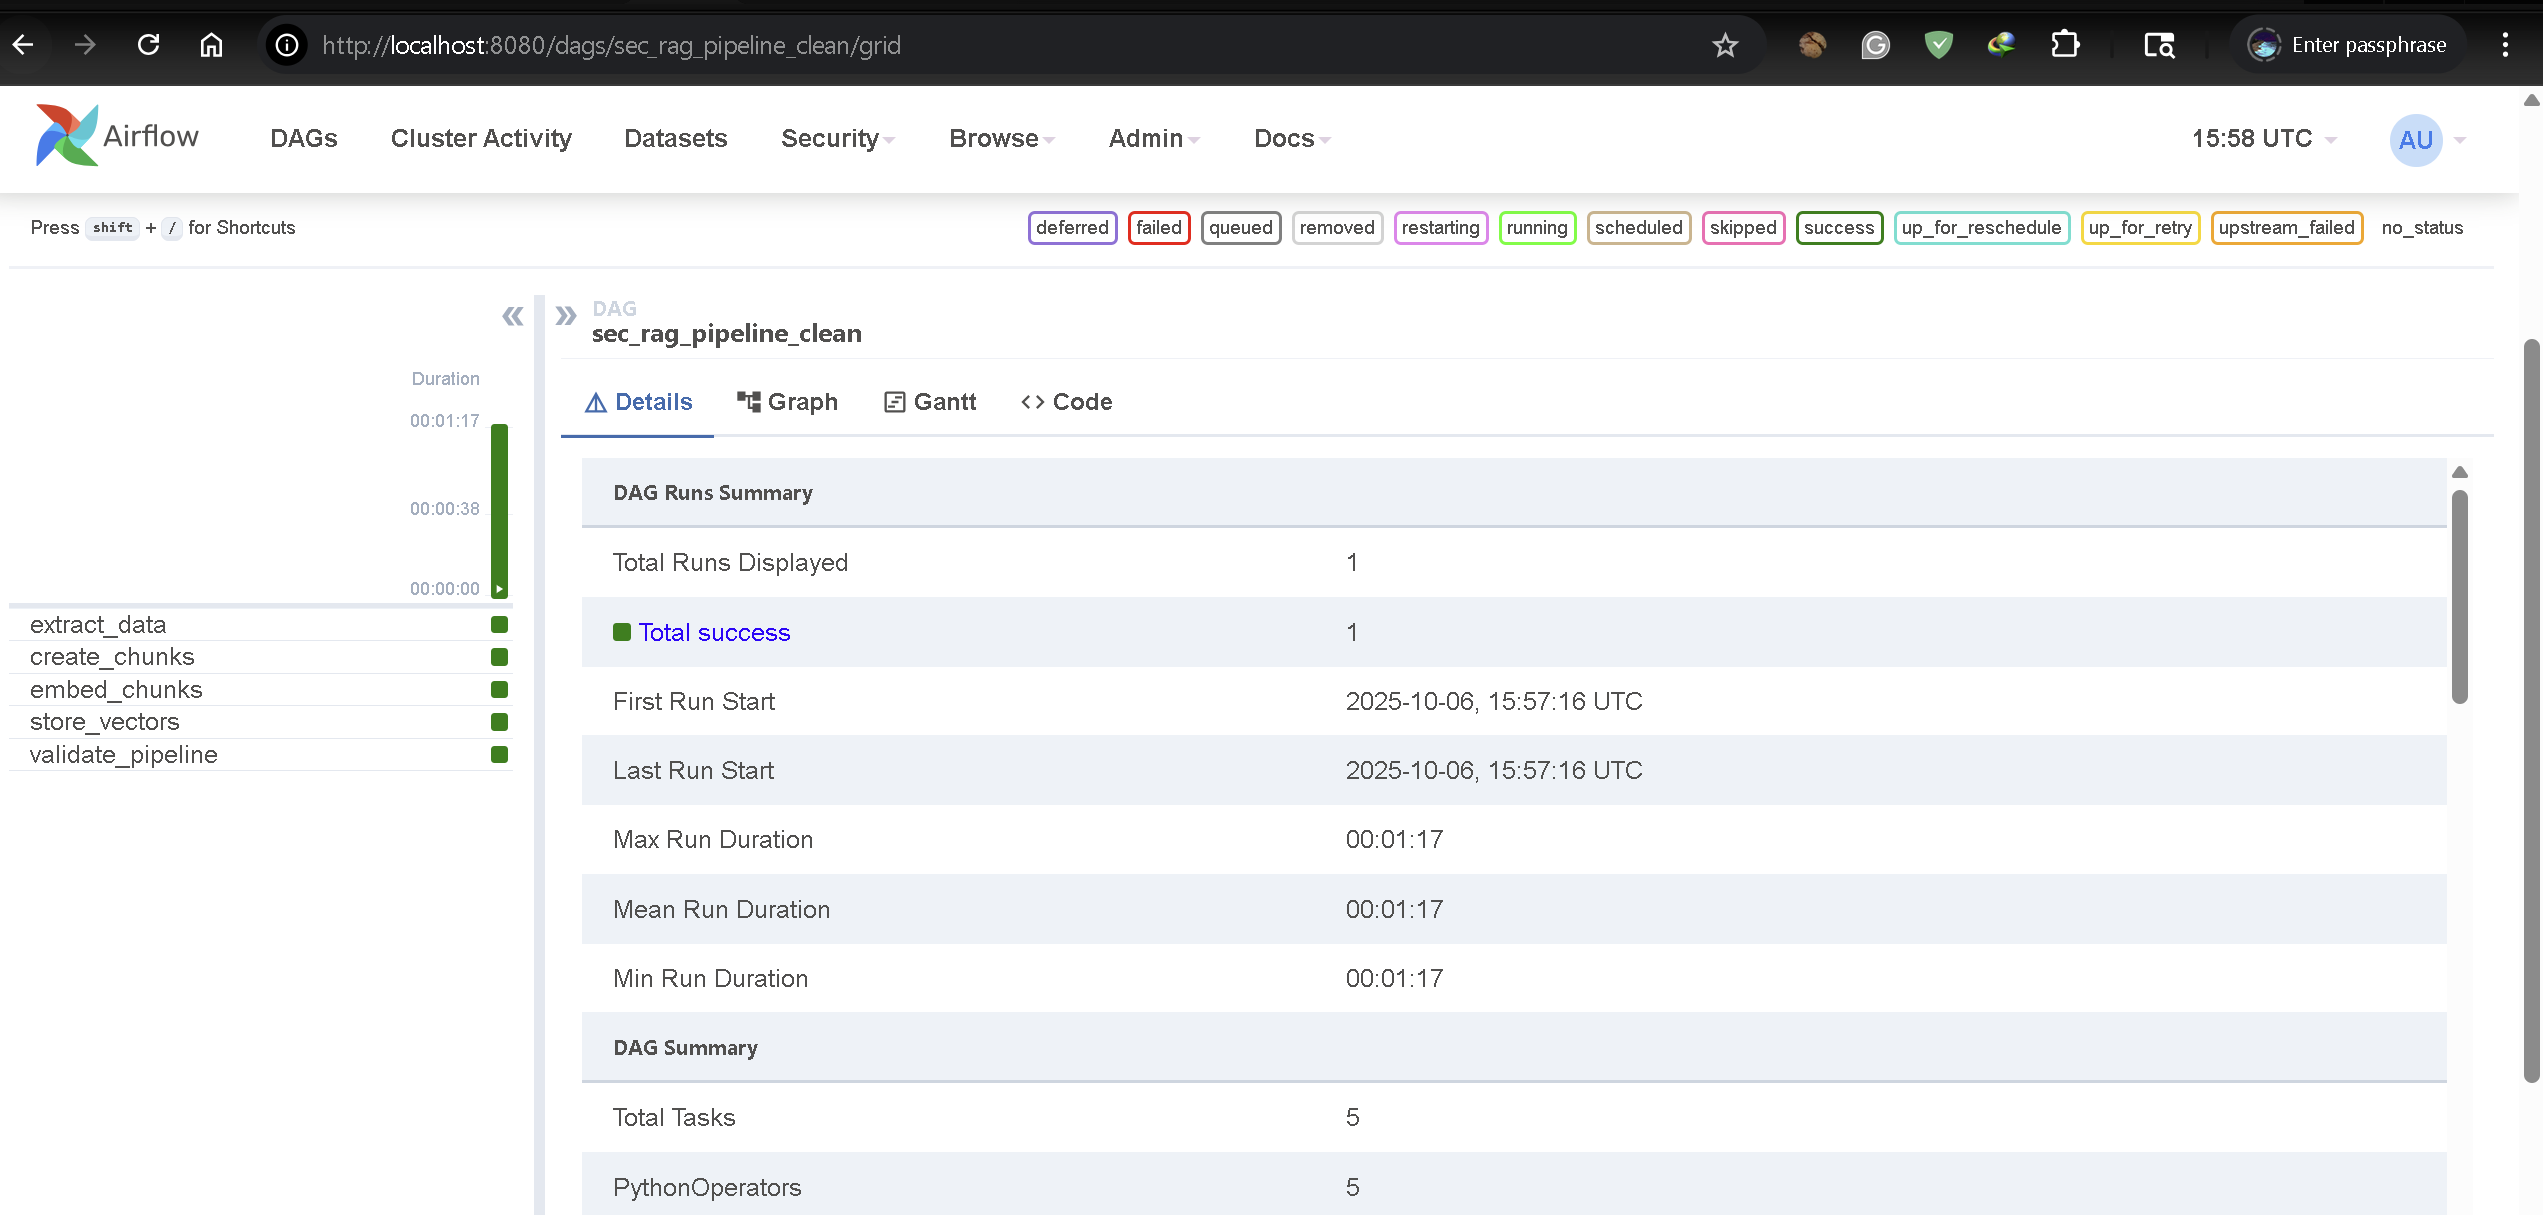 http://localhost:8080/dags/sec_rag_pipeline_clean/grid
Enter passphrase
Airflow
DAGs
Cluster Activity
Datasets
Security
Browse
Admin
Docs
15:58 UTC
AU
Press shift + / for Shortcuts
deferred
failed
queued
removed
restarting
running
scheduled
skipped
success
up_for_reschedule
up_for_retry
upstream_failed
no_status
DAG
sec_rag_pipeline_clean
Duration
00:01:17
00:00:38
00:00:00
extract_data
create_chunks
embed_chunks
store_vectors
validate_pipeline
Details
Graph
Gantt
Code
DAG Runs Summary
Total Runs Displayed 1
Total success 1
First Run Start 2025-10-06, 15:57:16 UTC
Last Run Start 2025-10-06, 15:57:16 UTC
Max Run Duration 00:01:17
Mean Run Duration 00:01:17
Min Run Duration 00:01:17
DAG Summary
Total Tasks 5
PythonOperators 5